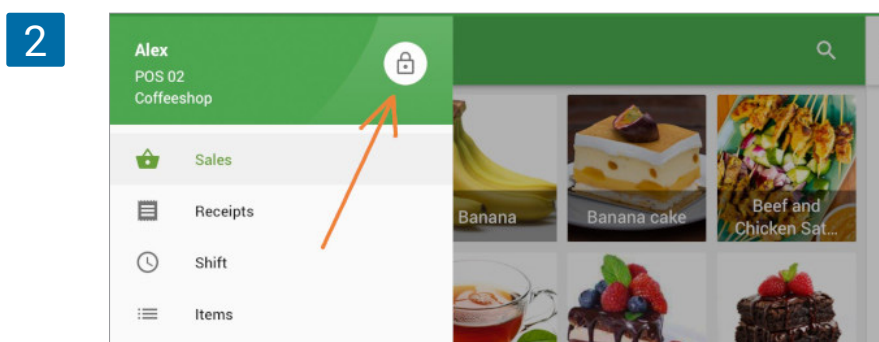 2
Alex
POS 02
Coffeeshop
Sales
Receipts
Shift
Items
Banana
Banana cake
Beef and
Chicken Sat...